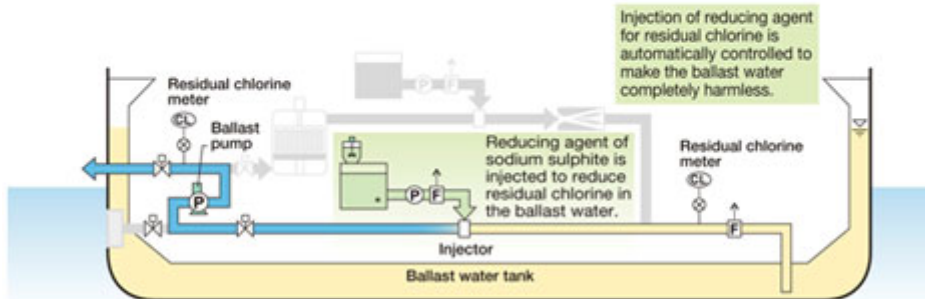 Injection of reducing agent
for residual chlorine is
automatically controlled to
make the ballast water
completely harmless.
Residual chlorine
meter
CL
Ballast
pump
P
P F
Reducing agent of
sodium sulphite is
injected to reduce
residual chlorine in
the ballast water.
P F
Residual chlorine
meter
CL
F
Injector
Ballast water tank